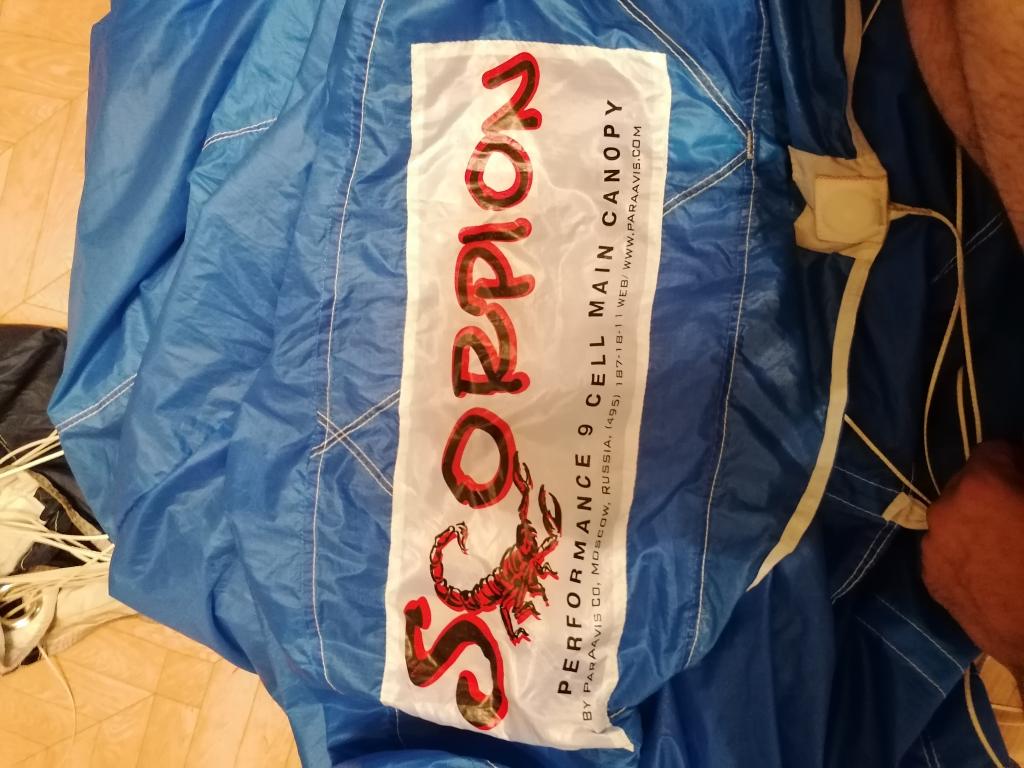 SCORPION
PERFORMANCE 9 CELL MAIN CANOPY
BY PARAAVIS CO, MOSCOW, RUSSIA, (495) 187-18-11 WEB/ WWW.PARAAVIS.COM